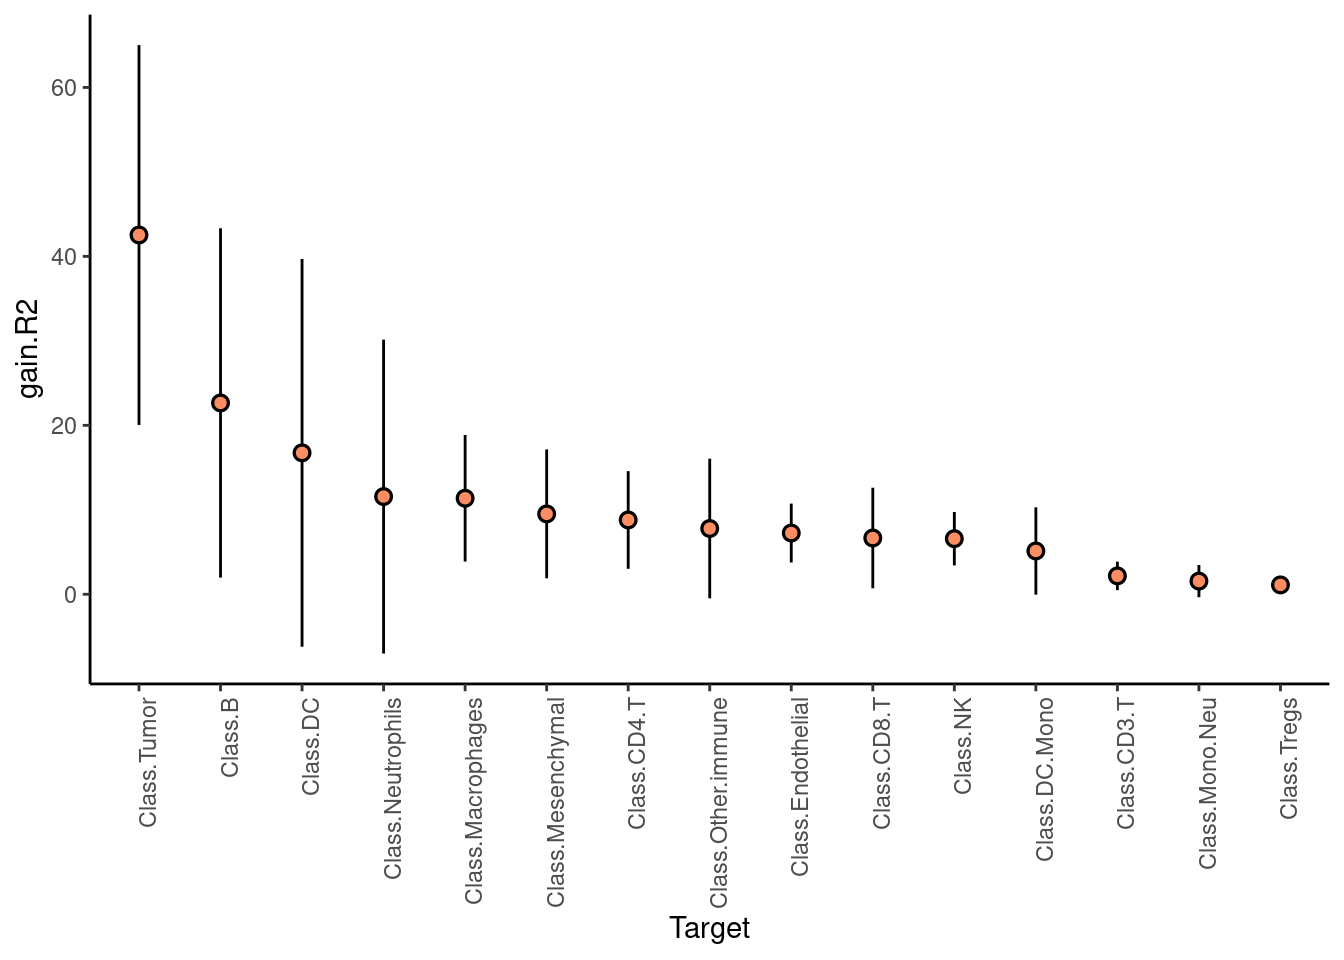 gain.R2
60
40
20
0
Class.Tumor
Class.B
Class.DC
Class.Neutrophils
Class.Macrophages
Class.Mesenchymal
Class.CD4.T
Class.Other.immune
Class.Endothelial
Class.CD8.T
Class.NK
Class.DC.Mono
Class.CD3.T
Class.Mono.Neu
Class.Tregs
Target